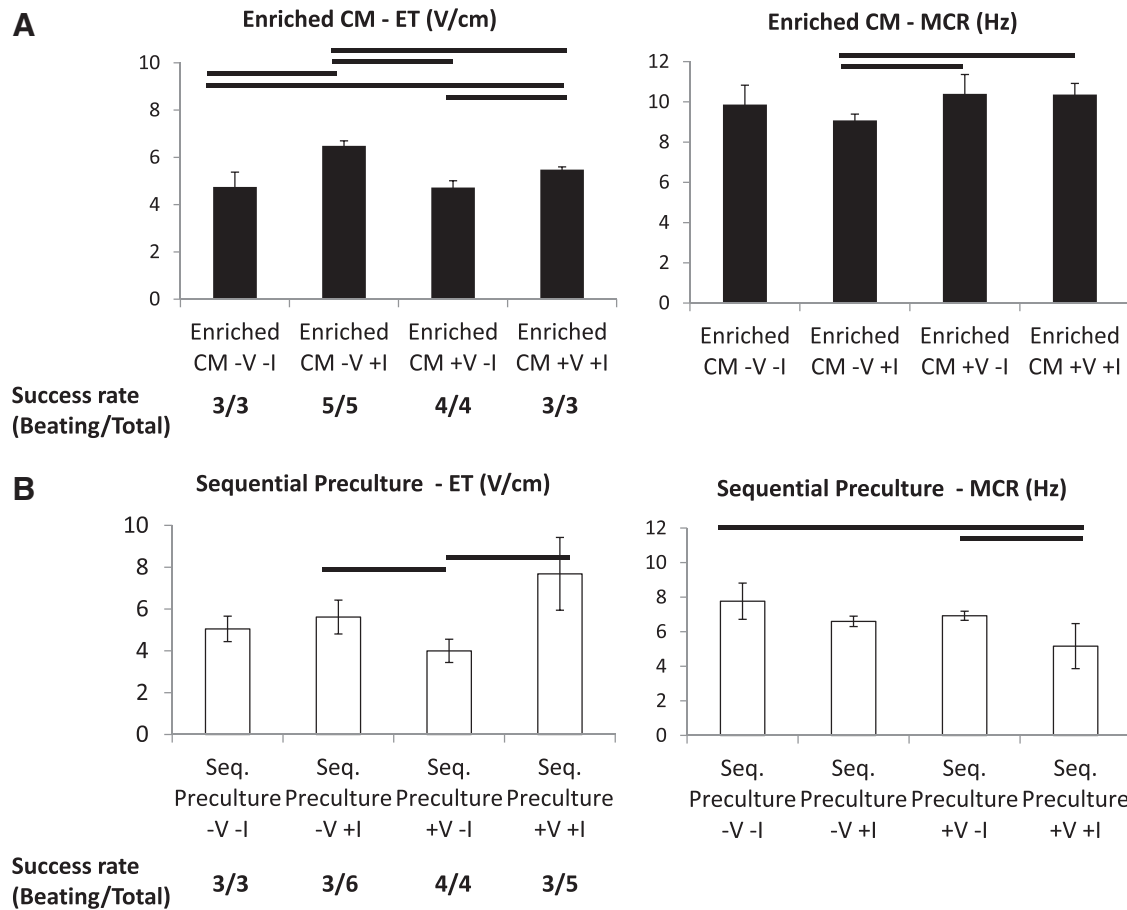 A
Enriched CM - ET (V/cm)
10
8
6
4
2
0
Enriched CM -V -I
Enriched CM -V +I
Enriched CM +V -I
Enriched CM +V +I
Success rate
(Beating/Total)
3/3 5/5 4/4 3/3
Enriched CM - MCR (Hz)
12
10
8
6
4
2
0
Enriched CM -V -I
Enriched CM -V +I
Enriched CM +V -I
Enriched CM +V +I
B
Sequential Preculture - ET (V/cm)
10
8
6
4
2
0
Seq. Preculture -V -I
Seq. Preculture -V +I
Seq. Preculture +V -I
Seq. Preculture +V +I
Success rate
(Beating/Total)
3/3 3/6 4/4 3/5
Sequential Preculture - MCR (Hz)
12
10
8
6
4
2
0
Seq. Preculture -V -I
Seq. Preculture -V +I
Seq. Preculture +V -I
Seq. Preculture +V +I